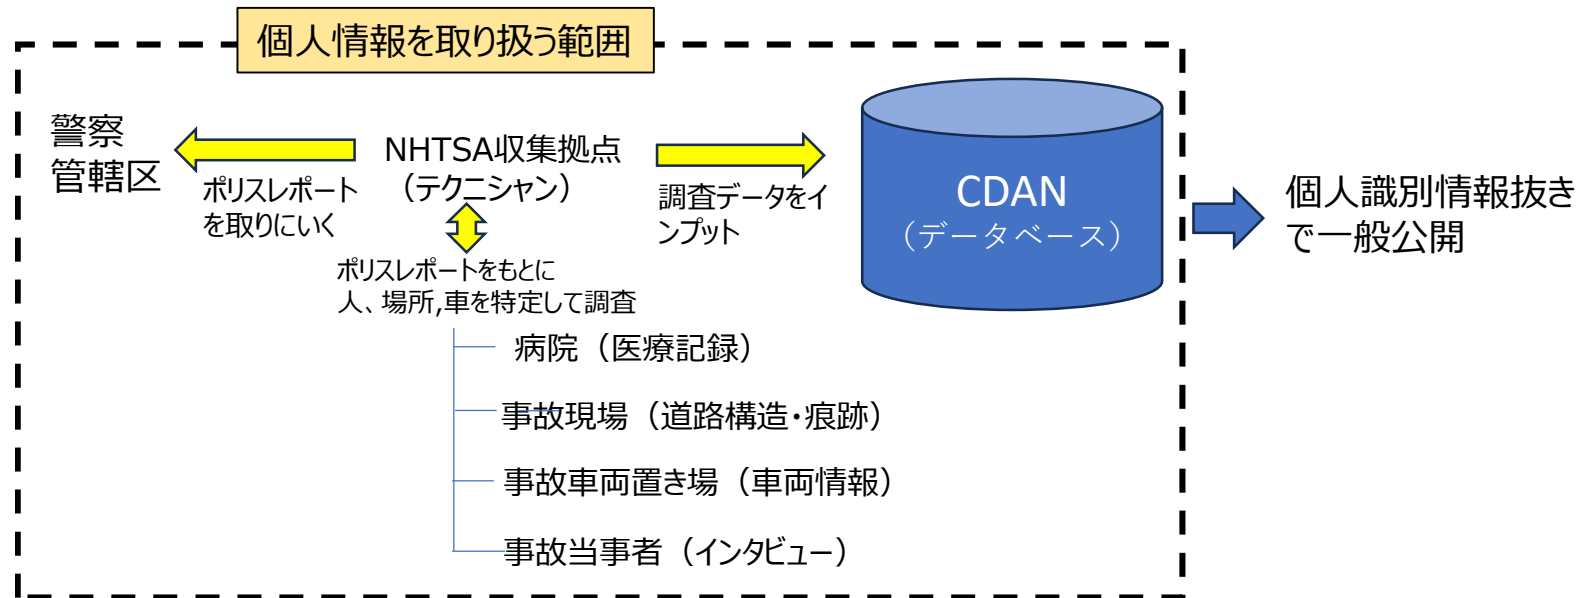 個人情報を取り扱う範囲
警察
管轄区
ポリスレポート
を取りにいく
NHTSA収集拠点
（テクニシャン）
調査データをイ
ンプット
CDAN
（データベース）
個人識別情報抜き
で一般公開
ポリスレポートをもとに
人、場所,車を特定して調査
病院（医療記録）
事故現場（道路構造・痕跡）
事故車両置き場（車両情報）
事故当事者（インタビュー）